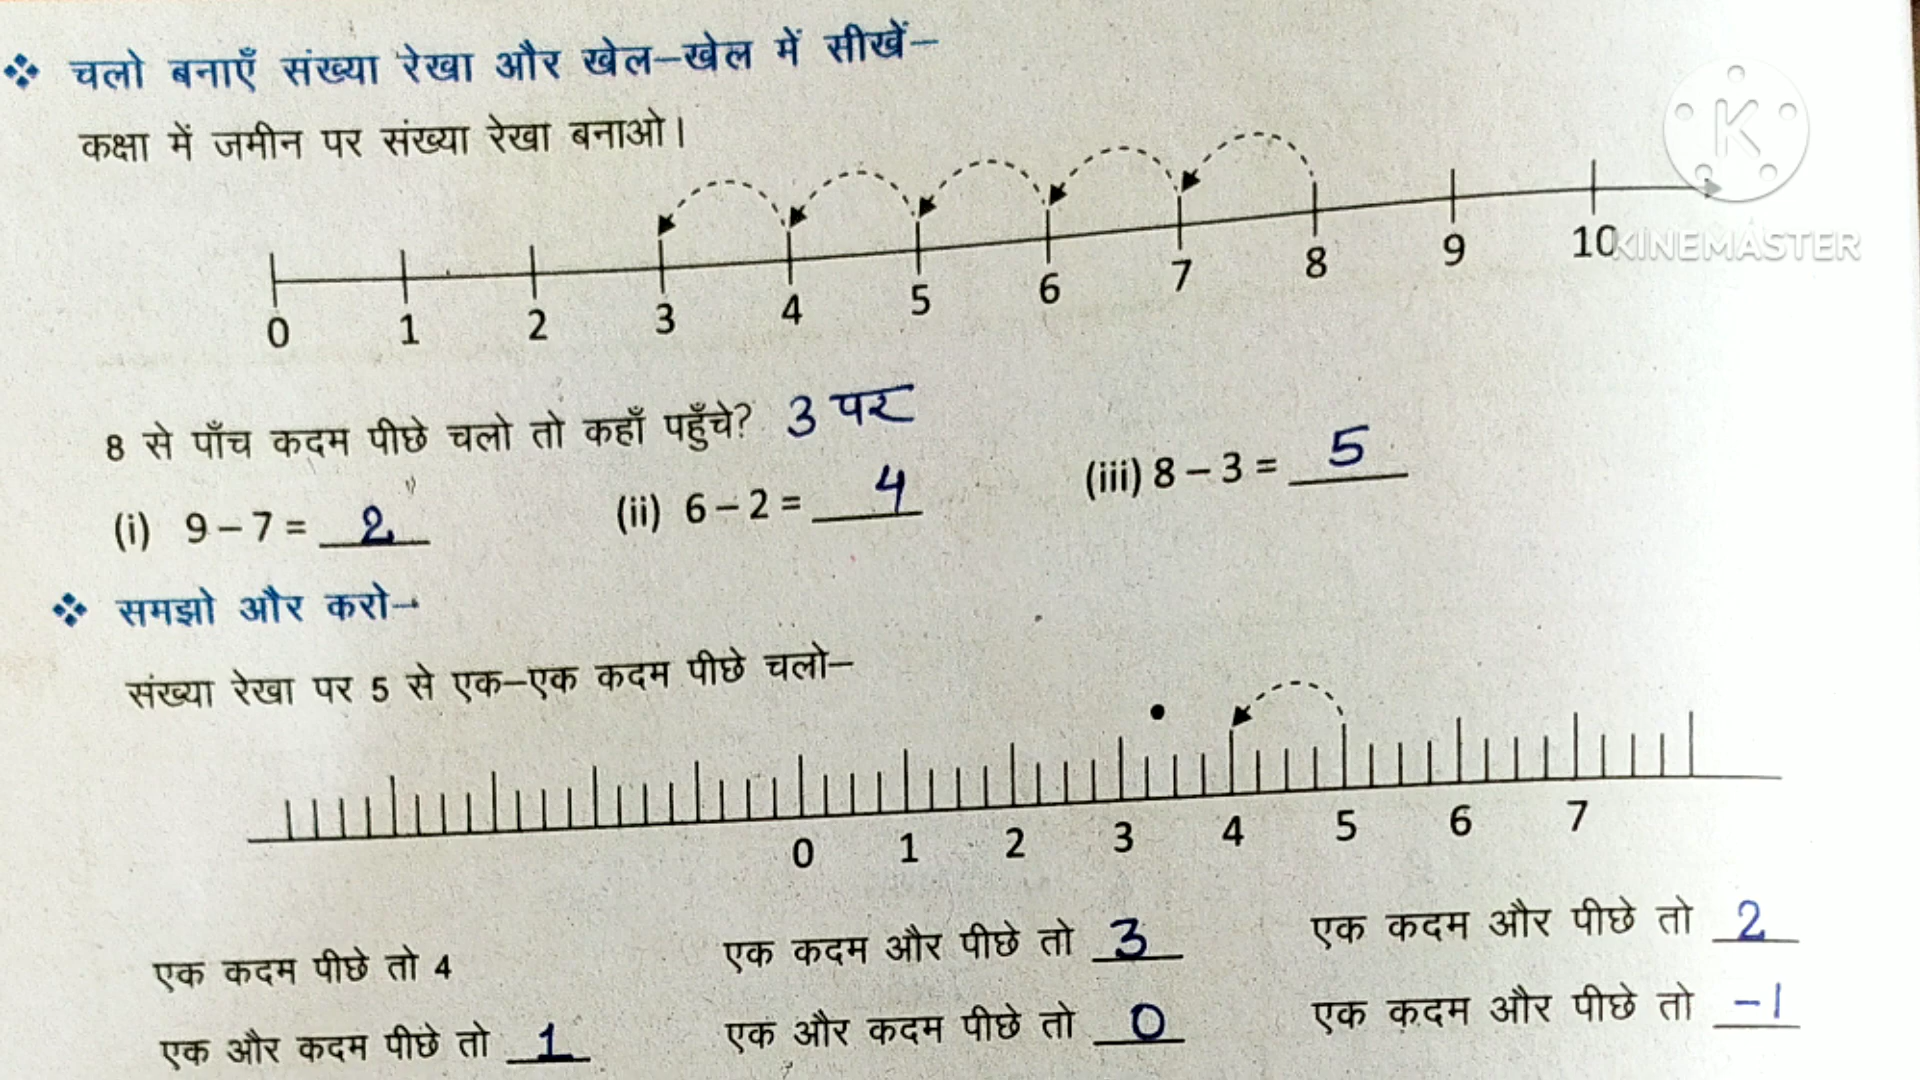 ❖ चलो बनाएँ संख्या रेखा और खेल–खेल में सीखें–
कक्षा में जमीन पर संख्या रेखा बनाओ।
K
KINEMASTER
0 1 2 3 4 5 6 7 8 9 10
8 से पाँच कदम पीछे चलो तो कहाँ पहुँचे? 3 पर
(i) 9 – 7 = 2 (ii) 6 – 2 = 4 (iii) 8 – 3 = 5
❖ समझो और करो–
संख्या रेखा पर 5 से एक–एक कदम पीछे चलो–
0 1 2 3 4 5 6 7
एक कदम पीछे तो 4 एक कदम और पीछे तो 3 एक कदम और पीछे तो 2
एक और कदम पीछे तो 1 एक और कदम पीछे तो 0 एक कदम और पीछे तो -1